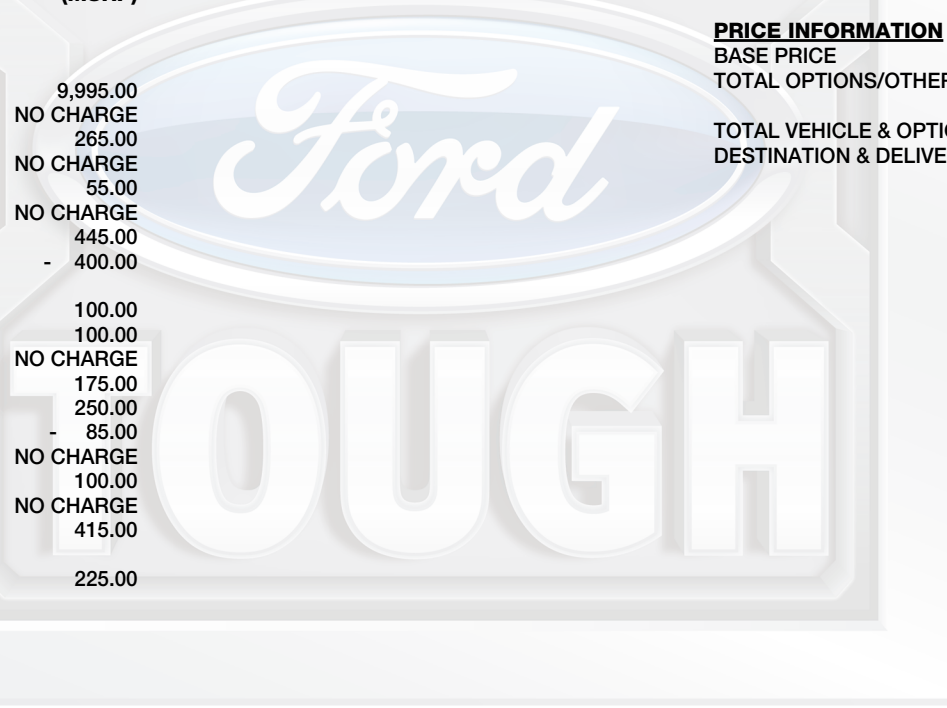 9,995.00
NO CHARGE
265.00
NO CHARGE
55.00
NO CHARGE
445.00
- 400.00
100.00
100.00
NO CHARGE
175.00
250.00
- 85.00
NO CHARGE
100.00
NO CHARGE
415.00
225.00
PRICE INFORMATION
BASE PRICE
TOTAL OPTIONS/OTHER
TOTAL VEHICLE & OPTIO
DESTINATION & DELIVE
Ford
TOUGH